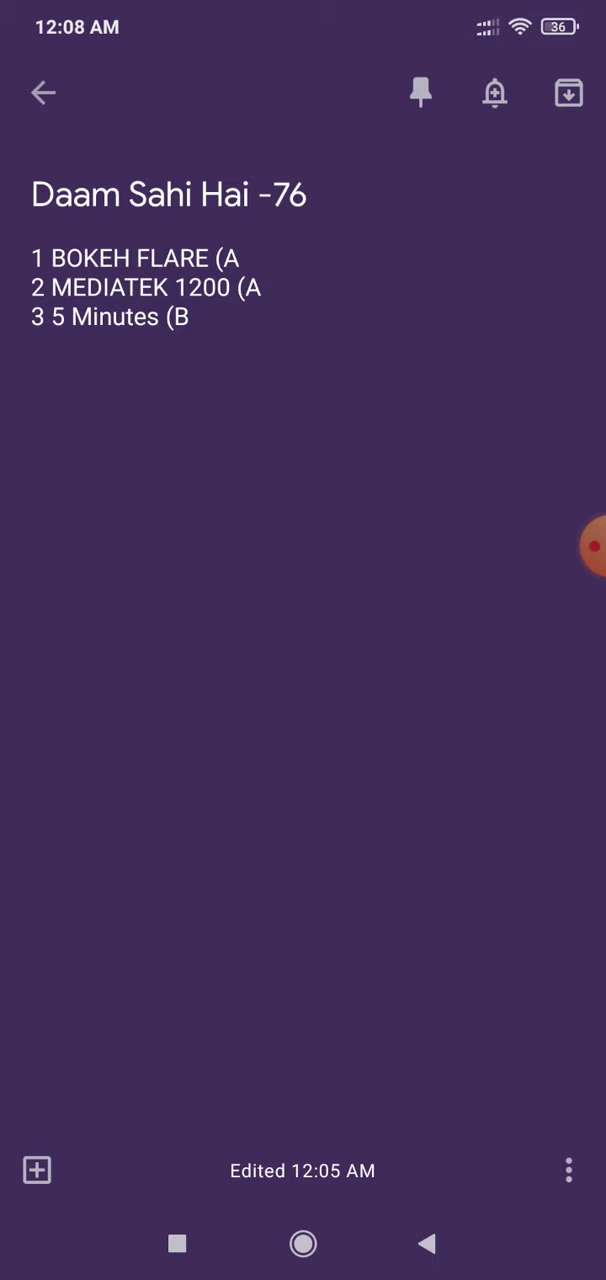 12:08 AM
36
Daam Sahi Hai -76
1 BOKEH FLARE (A
2 MEDIATEK 1200 (A
3 5 Minutes (B
Edited 12:05 AM